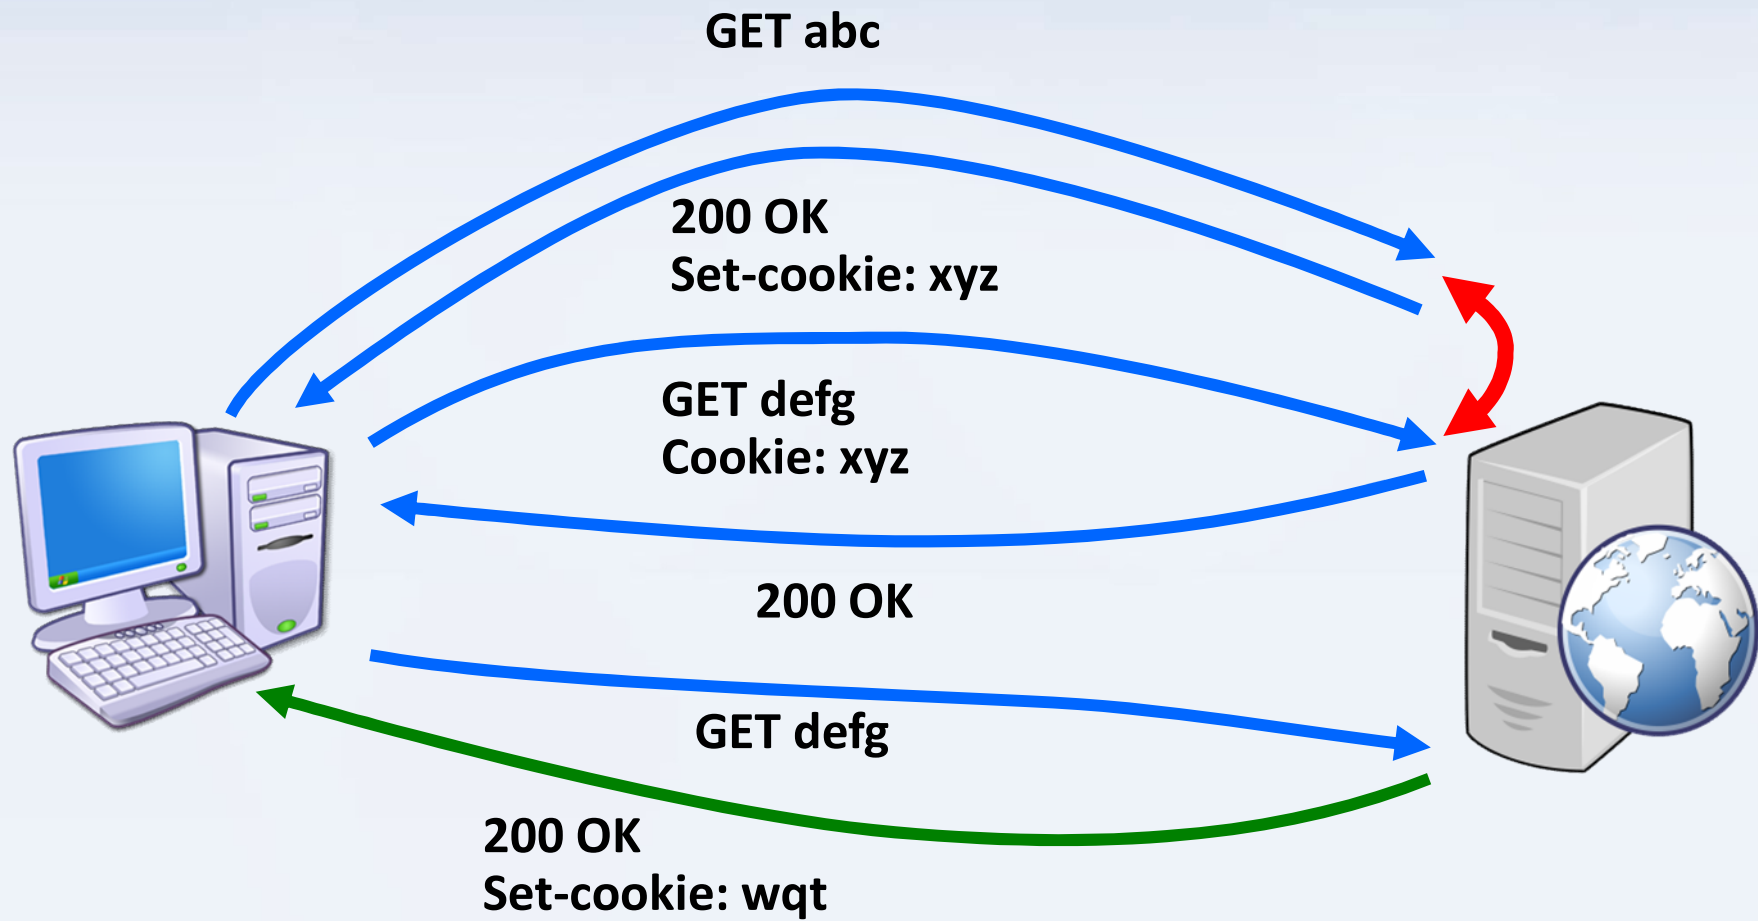 GET abc
200 OK
Set-cookie: xyz
GET defg
Cookie: xyz
200 OK
GET defg
200 OK
Set-cookie: wqt